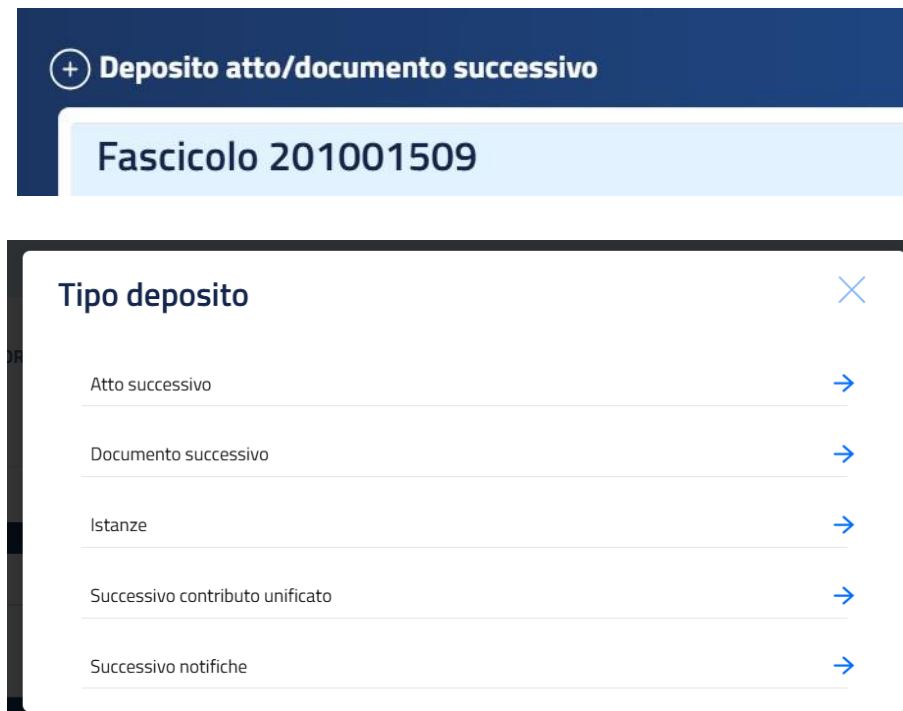 Deposito atto/documento successivo
Fascicolo 201001509
Tipo deposito
Atto successivo
Documento successivo
Istanze
Successivo contributo unificato
Successivo notifiche